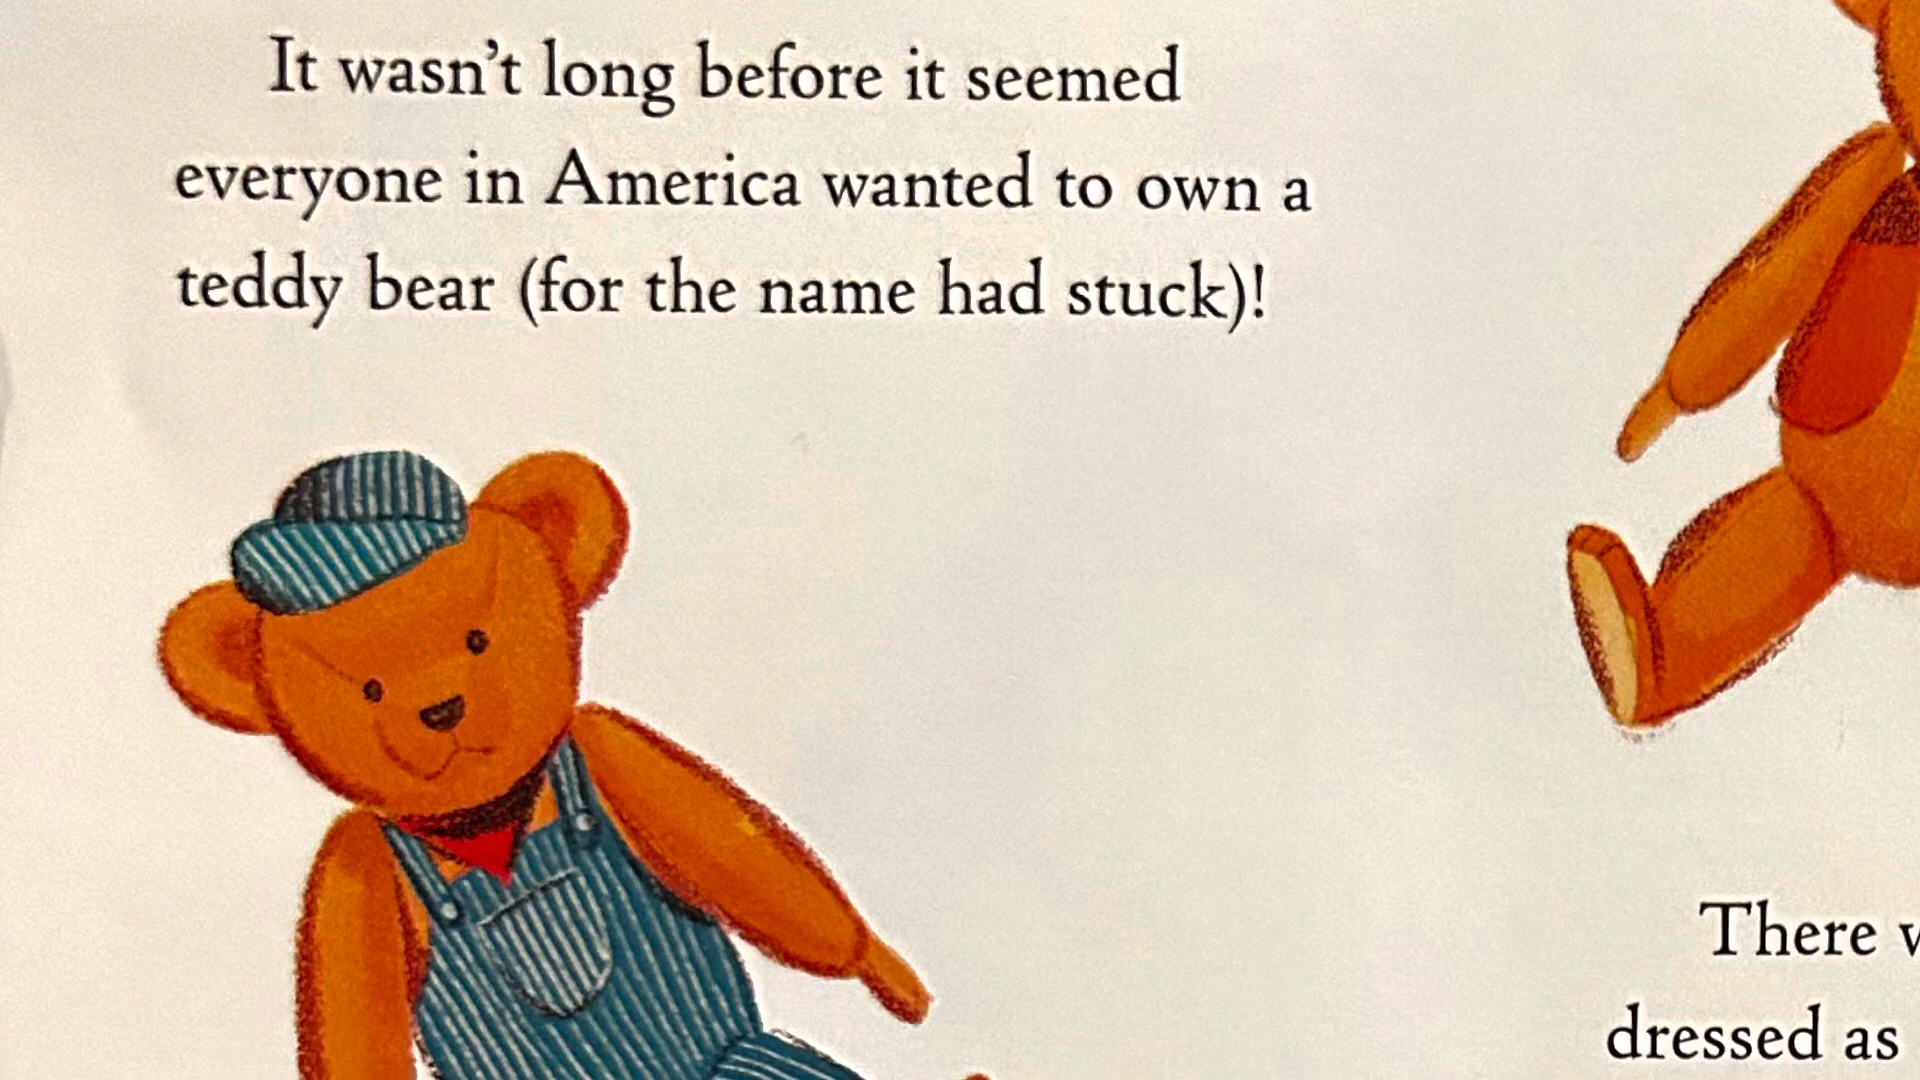 It wasn't long before it seemed
everyone in America wanted to own a
teddy bear (for the name had stuck)!
There
dressed as